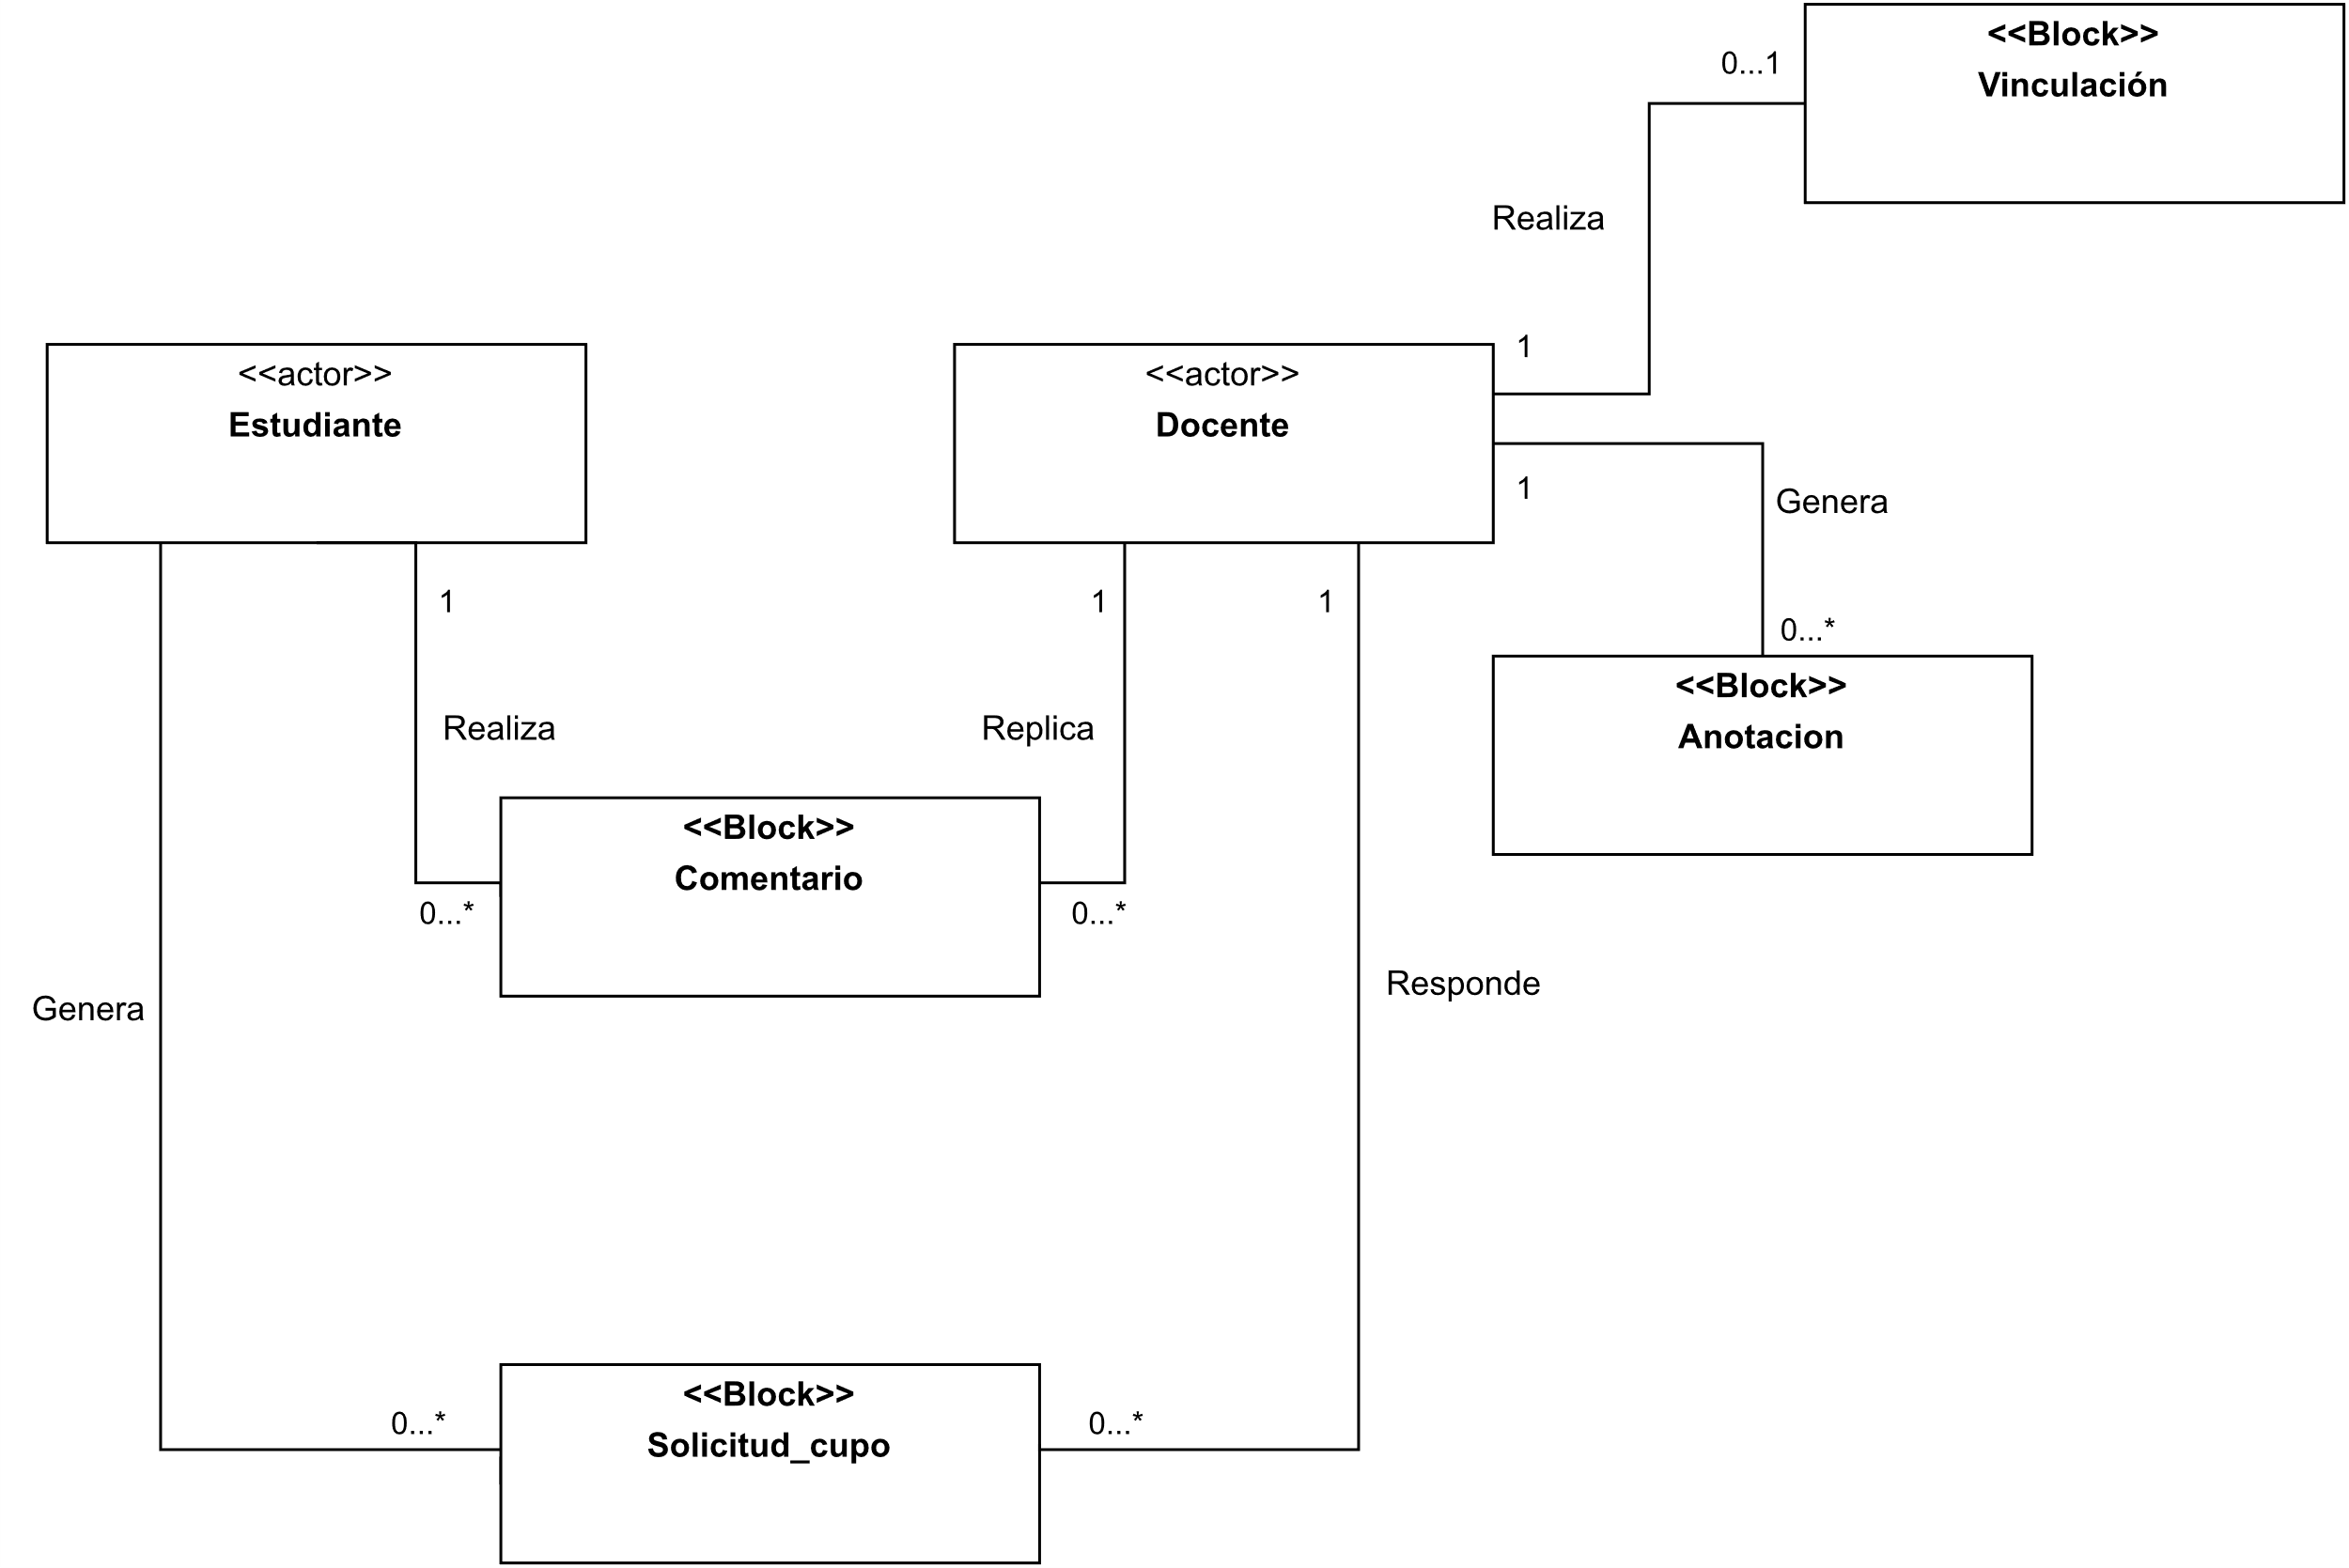 <<Block>>
Vinculación
0...1
Realiza
1
<<actor>>
Estudiante
<<actor>>
Docente
1
Genera
1
1
1
0...*
Realiza
Replica
<<Block>>
Anotacion
<<Block>>
Comentario
0...*
0...*
Responde
Genera
<<Block>>
Solicitud_cupo
0...*
0...*